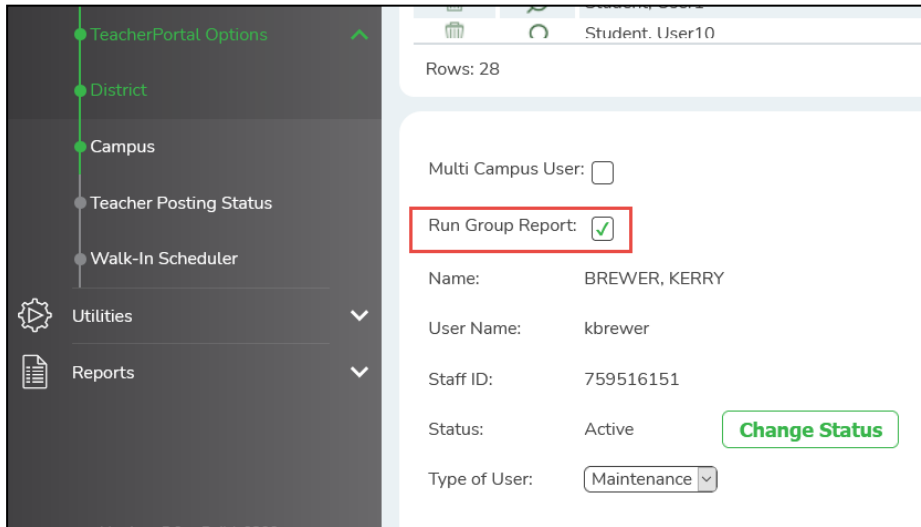 TeacherPortal Options
District
Campus
Teacher Posting Status
Walk-In Scheduler
Utilities
Reports
Student, User1
Student, User10
Rows: 28
Multi Campus User:
Run Group Report:
Name: BREWER, KERRY
User Name: kbrewer
Staff ID: 759516151
Status: Active Change Status
Type of User: Maintenance